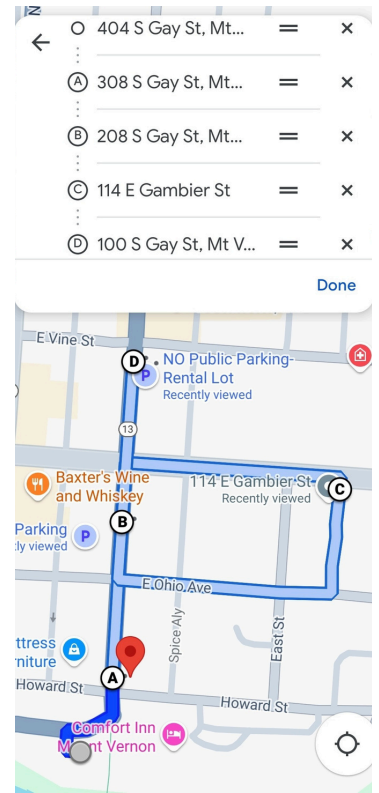 404 S Gay St, Mt...
A 308 S Gay St, Mt...
B 208 S Gay St, Mt...
C 114 E Gambier St
D 100 S Gay St, Mt V...
Done
E Vine St
D
NO Public Parking-
Rental Lot
Recently viewed
P
13
Baxter's Wine
and Whiskey
114 E Gambier St
Recently viewed
C
B
Parking
ly viewed
P
E Ohio Ave
Spice Aly
East St
ttress
rniture
A
Howard St
Howard St
Comfort Inn
Mount Vernon